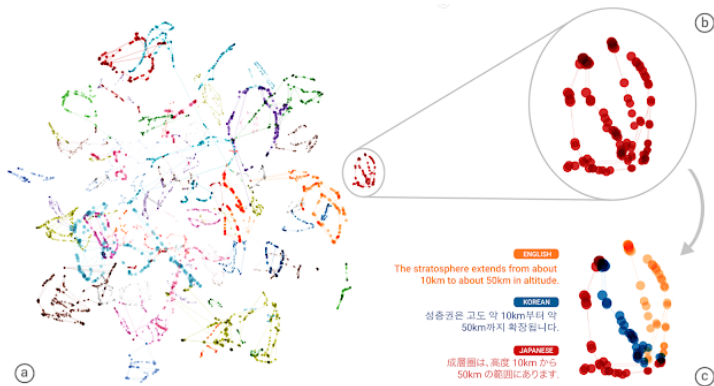 b
ENGLISH
The stratosphere extends from about
10km to about 50km in altitude.
KOREAN
성층권은 고도 약 10km부터 약
50km까지 확장됩니다.
JAPANESE
成層圏は、高度 10km から
50km の範囲にあります。
a
c